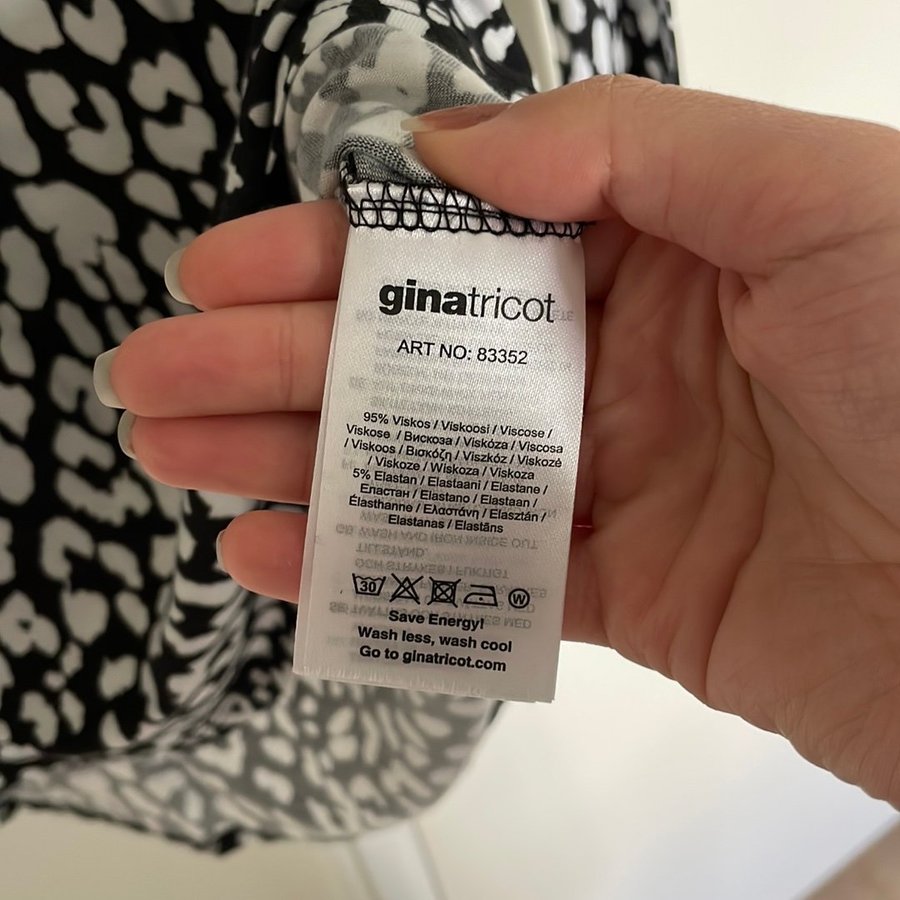 ginatricot
ART NO: 83352
95% Viskos / Viskoosi / Viscose /
Viskose / Вискоза / Viskóza / Viscosa
/ Viskoos / Βισκόζη / Viszkóz / Viskozė
/ Viskoze / Wiskoza / Viskoza
5% Elastan / Elastaani / Elastane /
Еластан / Elastano / Elastaan /
Élasthanne / Ελαστάνη / Elasztán /
Elastanas / Elastāns
30
W
Save Energy!
Wash less, wash cool
Go to ginatricot.com